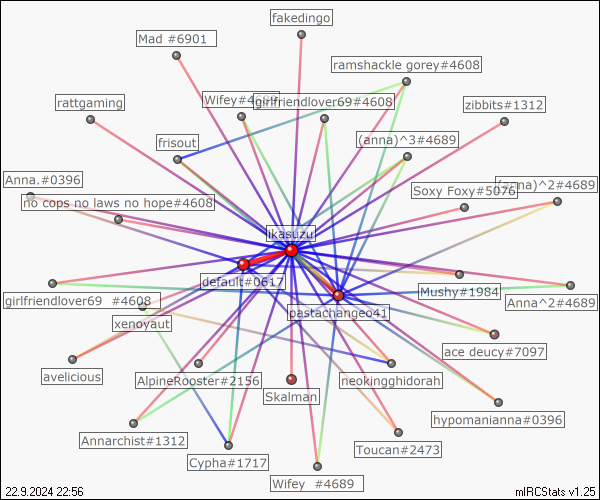 fakedingo
Mad #6901
ramshackle gorey#4608
rattgaming
Wifey#4689
girlfriendlover69#4608
zibbits#1312
frisout
(anna)^3#4689
Anna.#0396
Soxy Foxy#5076
(anna)^2#4689
no cops no laws no hope#4608
ikasuzu
default#0617
Mushy#1984
girlfriendlover69 #4608
Anna^2#4689
pastachangeo41
xenoyaut
ace deucy#7097
avelicious
AlpineRooster#2156
neokingghidorah
Skalman
hypomanianna#0396
Annarchist#1312
Toucan#2473
Cypha#1717
Wifey #4689
22.9.2024 22:56
mIRCStats v1.25